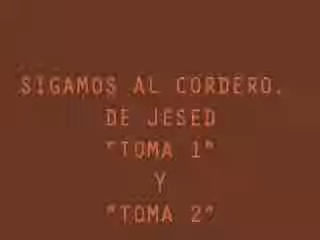 SIGAMOS AL CORDERO.
DE JESED
"TOMA 1"
Y
"TOMA 2"